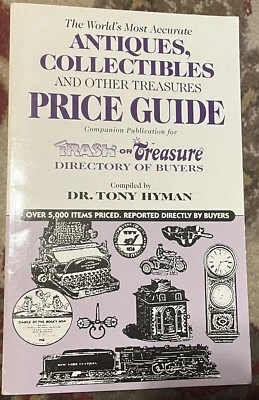 The World's Most Accurate
ANTIQUES,
COLLECTIBLES
AND OTHER TREASURES
PRICE GUIDE
Companion Publication for
TRASH OR Treasure
DIRECTORY OF BUYERS
Compiled by
DR. TONY HYMAN
OVER 5,000 ITEMS PRICED. REPORTED DIRECTLY BY BUYERS